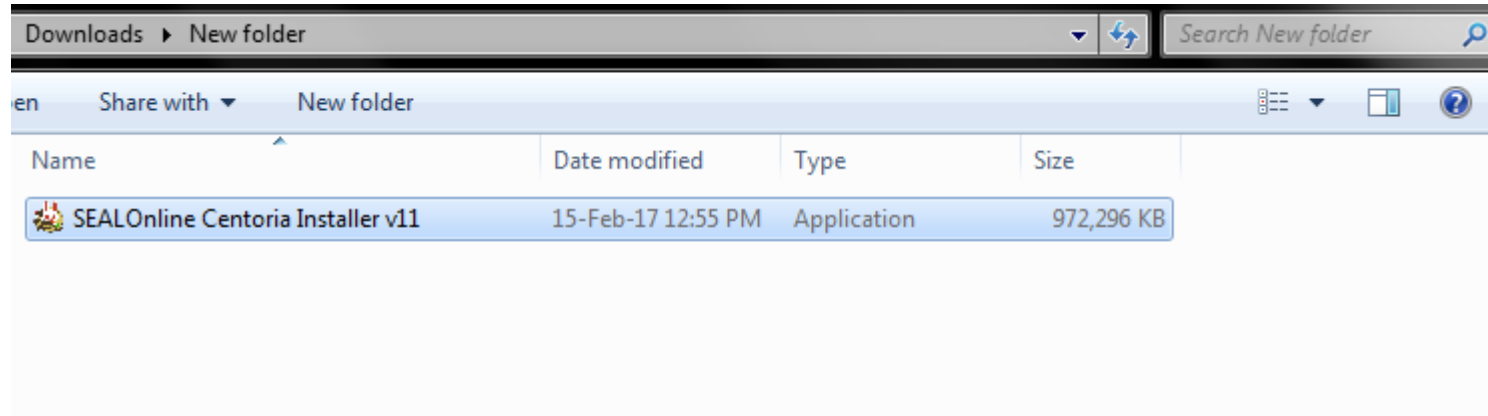 Downloads ▸ New folder Search New folder
en Share with New folder
Name Date modified Type Size
SEALOnline Centoria Installer v11 15-Feb-17 12:55 PM Application 972,296 KB